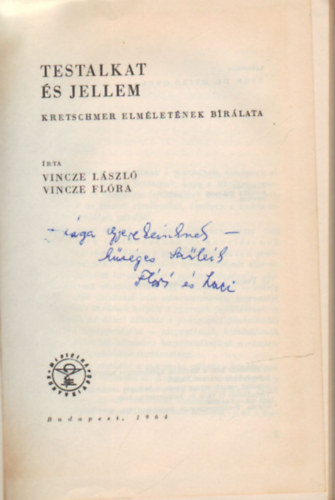 TESTALKAT
ÉS JELLEM
KRETSCHMER ELMÉLETÉNEK BÍRÁLATA
ÍRTA
VINCZE LÁSZLÓ
VINCZE FLÓRA
gyerekeinknek –
hűséges szüleik
Flóri és Laci
Budapest, 1964